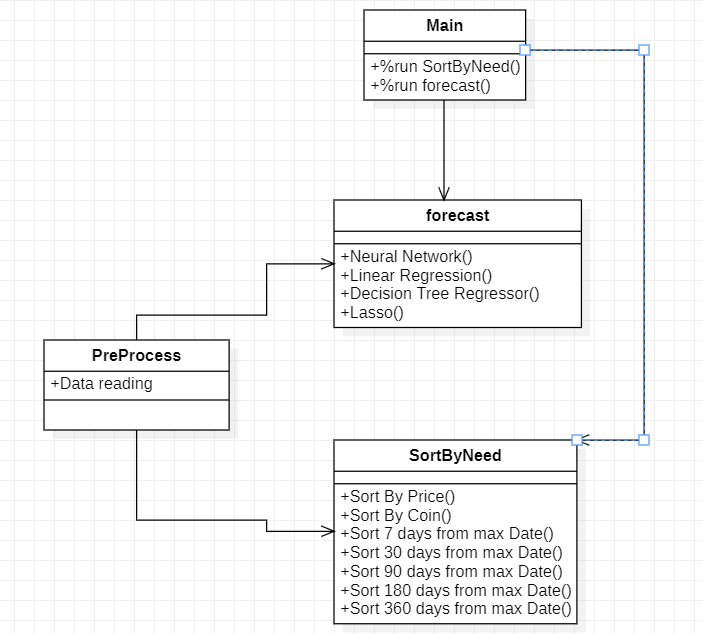 Main
+%run SortByNeed()
+%run forecast()
forecast
+Neural Network()
+Linear Regression()
+Decision Tree Regressor()
+Lasso()
PreProcess
+Data reading
SortByNeed
+Sort By Price()
+Sort By Coin()
+Sort 7 days from max Date()
+Sort 30 days from max Date()
+Sort 90 days from max Date()
+Sort 180 days from max Date()
+Sort 360 days from max Date()